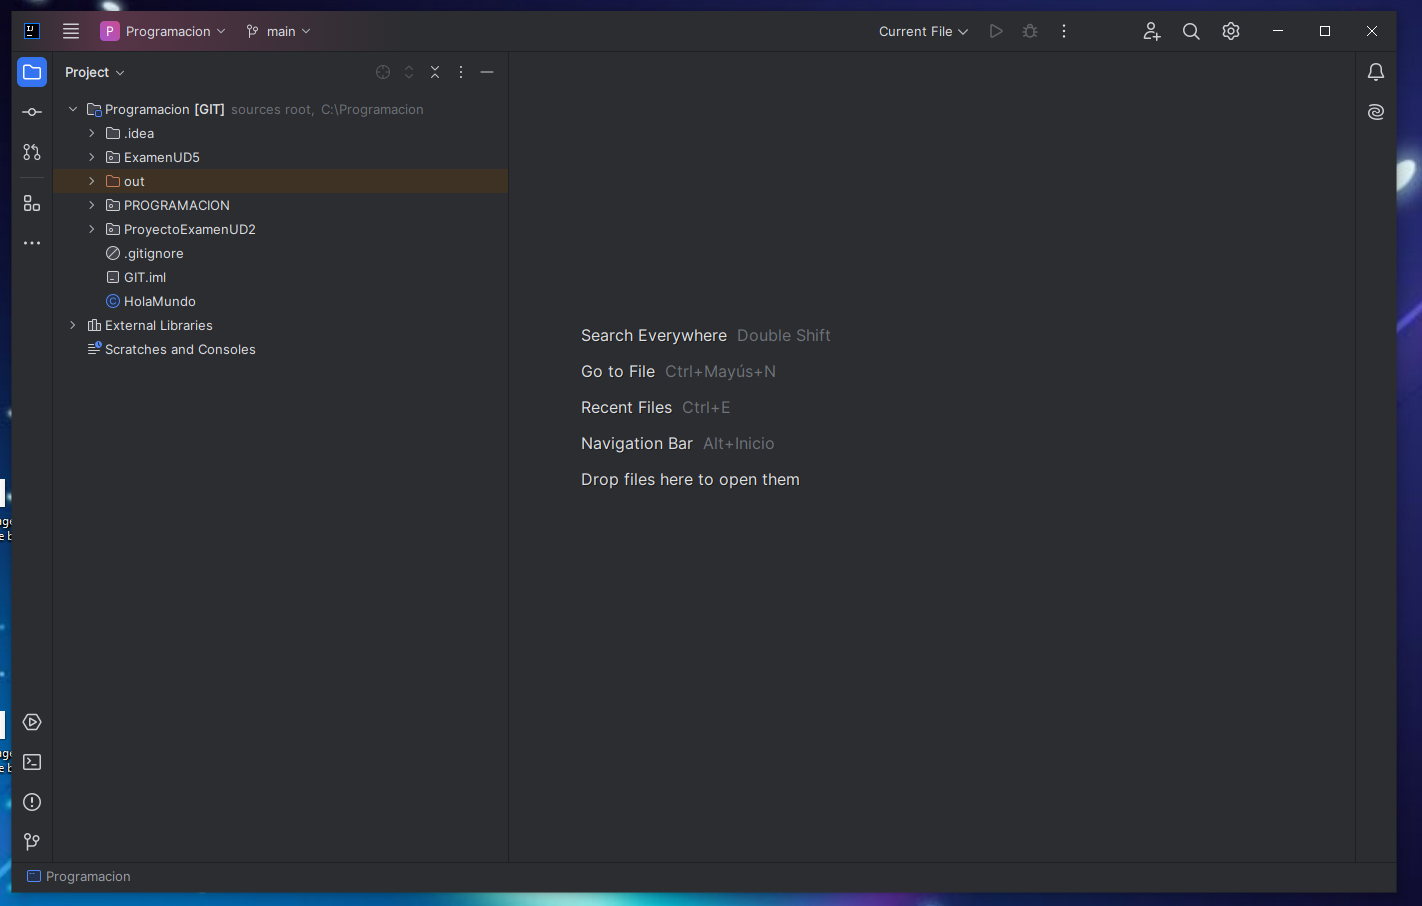 P Programacion main Current File
Project
Programacion [GIT] sources root, C:\Programacion
.idea
ExamenUD5
out
PROGRAMACION
ProyectoExamenUD2
.gitignore
GIT.iml
HolaMundo
External Libraries
Scratches and Consoles
Search Everywhere Double Shift
Go to File Ctrl+Mayús+N
Recent Files Ctrl+E
Navigation Bar Alt+Inicio
Drop files here to open them
Programacion